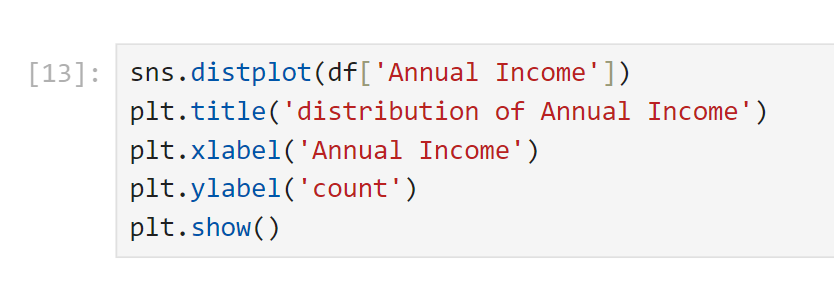 [13]: sns.distplot(df['Annual Income'])
plt.title('distribution of Annual Income')
plt.xlabel('Annual Income')
plt.ylabel('count')
plt.show()